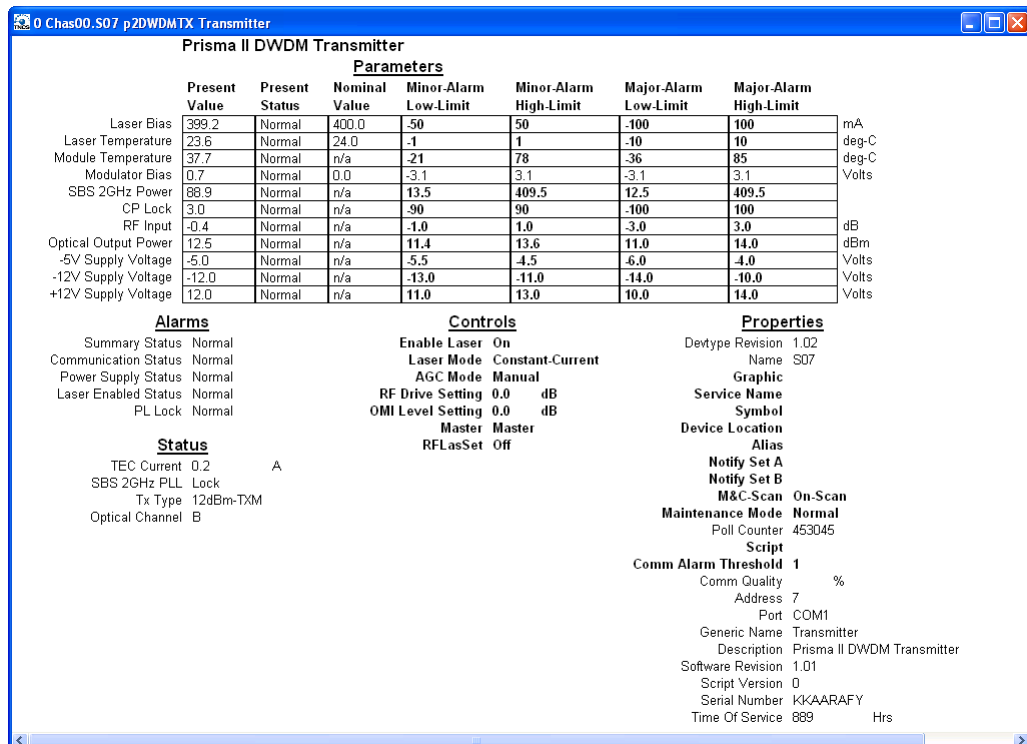 0 Chas00.S07 p2DWDMTX Transmitter
Prisma II DWDM Transmitter
Parameters
Present Value Present Status Nominal Value Minor-Alarm Low-Limit Minor-Alarm High-Limit Major-Alarm Low-Limit Major-Alarm High-Limit
Laser Bias 399.2 Normal 400.0 -50 50 -100 100 mA
Laser Temperature 23.6 Normal 24.0 -1 1 -10 10 deg-C
Module Temperature 37.7 Normal n/a -21 78 -36 85 deg-C
Modulator Bias 0.7 Normal 0.0 -3.1 3.1 -3.1 3.1 Volts
SBS 2GHz Power 88.9 Normal n/a 13.5 409.5 12.5 409.5
CP Lock 3.0 Normal n/a -90 90 -100 100
RF Input -0.4 Normal n/a -1.0 1.0 -3.0 3.0 dB
Optical Output Power 12.5 Normal n/a 11.4 13.6 11.0 14.0 dBm
-5V Supply Voltage -5.0 Normal n/a -5.5 -4.5 -6.0 -4.0 Volts
-12V Supply Voltage -12.0 Normal n/a -13.0 -11.0 -14.0 -10.0 Volts
+12V Supply Voltage 12.0 Normal n/a 11.0 13.0 10.0 14.0 Volts
Alarms
Summary Status Normal
Communication Status Normal
Power Supply Status Normal
Laser Enabled Status Normal
PL Lock Normal
Status
TEC Current 0.2 A
SBS 2GHz PLL Lock
Tx Type 12dBm-TXM
Optical Channel B
Controls
Enable Laser On
Laser Mode Constant-Current
AGC Mode Manual
RF Drive Setting 0.0 dB
OMI Level Setting 0.0 dB
Master Master
RFLasSet Off
Properties
Devtype Revision 1.02
Name S07
Graphic
Service Name
Symbol
Device Location
Alias
Notify Set A
Notify Set B
M&C-Scan On-Scan
Maintenance Mode Normal
Poll Counter 453045
Script
Comm Alarm Threshold 1
Comm Quality %
Address 7
Port COM1
Generic Name Transmitter
Description Prisma II DWDM Transmitter
Software Revision 1.01
Script Version 0
Serial Number KKAARAFY
Time Of Service 889 Hrs